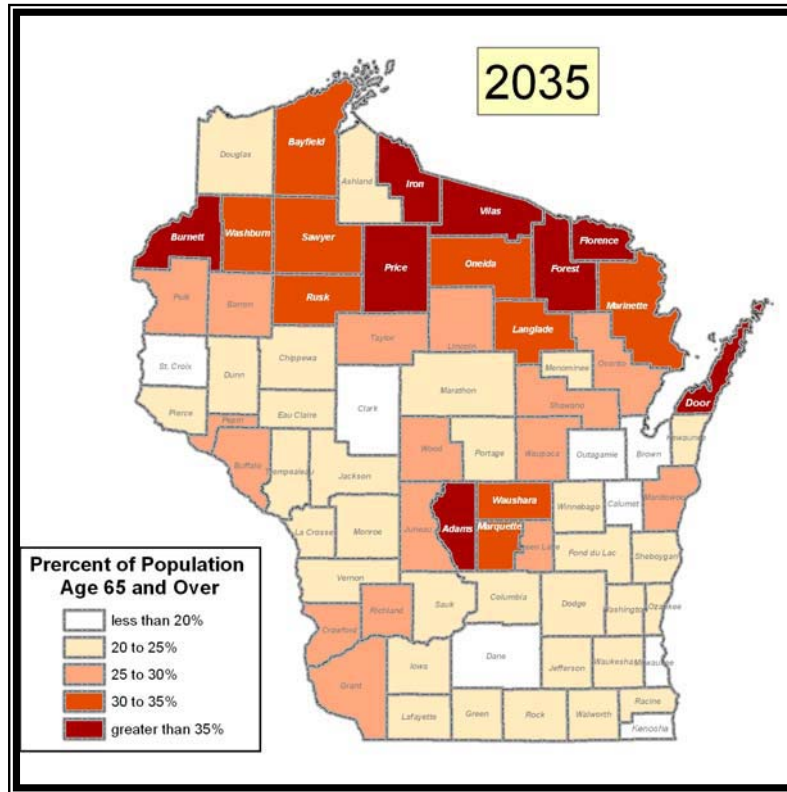 2035
Bayfield
Douglas
Ashland
Iron
Vilas
Burnett
Washburn
Sawyer
Florence
Price
Oneida
Forest
Polk
Barron
Rusk
Marinette
Langlade
Taylor
Lincoln
Oconto
St. Croix
Dunn
Chippewa
Menominee
Marathon
Door
Pierce
Pepin
Eau Claire
Clark
Shawano
Kewaunee
Buffalo
Trempealeau
Jackson
Wood
Portage
Waupaca
Outagamie
Brown
Waushara
Winnebago
Calumet
Manitowoc
La Crosse
Monroe
Juneau
Adams
Marquette
Green Lake
Fond du Lac
Sheboygan
Vernon
Sauk
Columbia
Dodge
Washington
Ozaukee
Crawford
Richland
Dane
Iowa
Jefferson
Waukesha
Milwaukee
Grant
Lafayette
Green
Rock
Walworth
Racine
Kenosha
Prercent of Population
Age 65 and Over
less than 20%
20 to 25%
25 to 30%
30 to 35%
greater than 35%